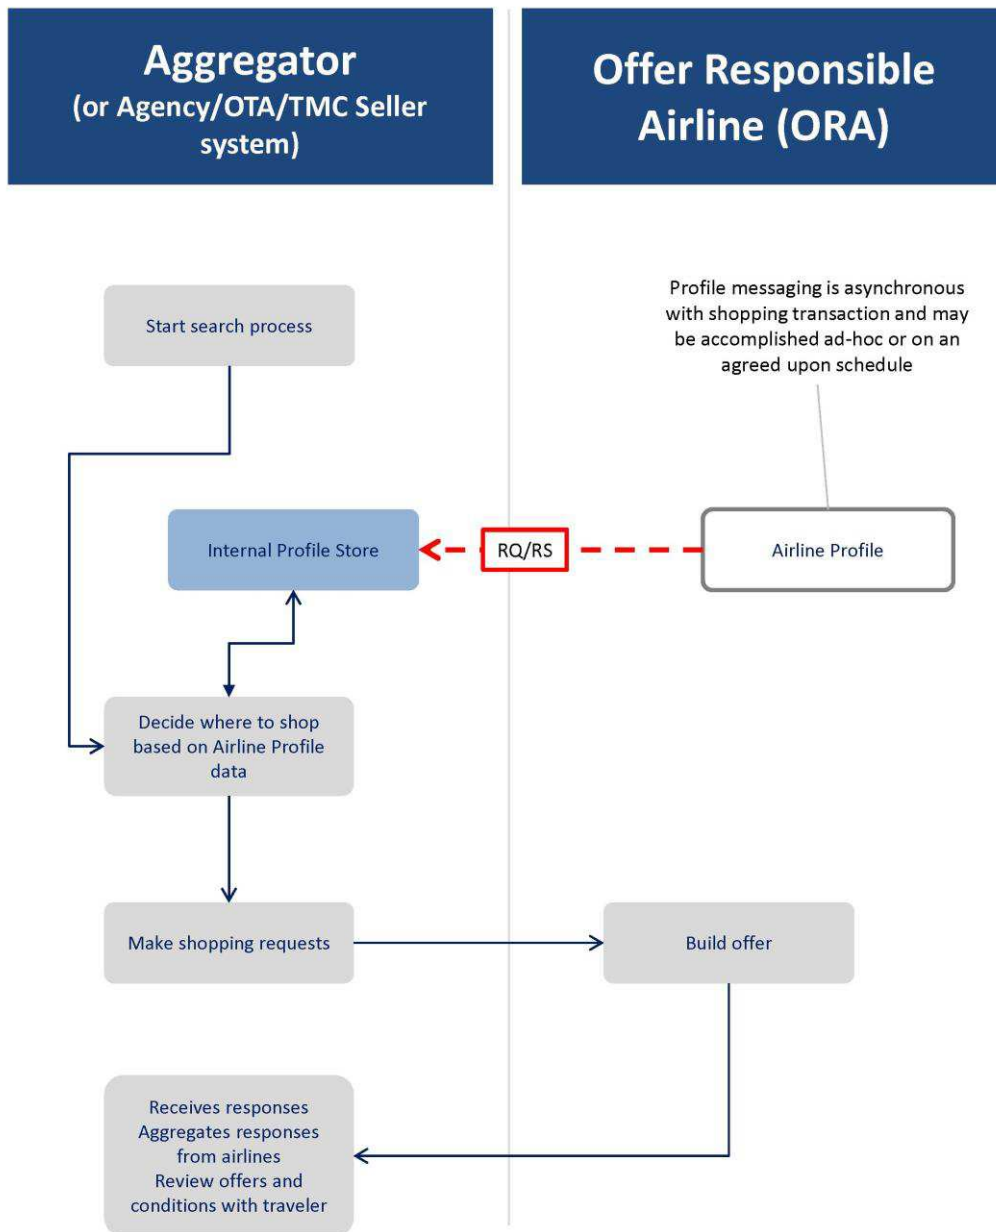 Aggregator
(or Agency/OTA/TMC Seller
system)
Offer Responsible
Airline (ORA)
Start search process
Profile messaging is asynchronous
with shopping transaction and may
be accomplished ad-hoc or on an
agreed upon schedule
Internal Profile Store
RQ/RS
Airline Profile
Decide where to shop
based on Airline Profile
data
Make shopping requests
Build offer
Receives responses
Aggregates responses
from airlines
Review offers and
conditions with traveler